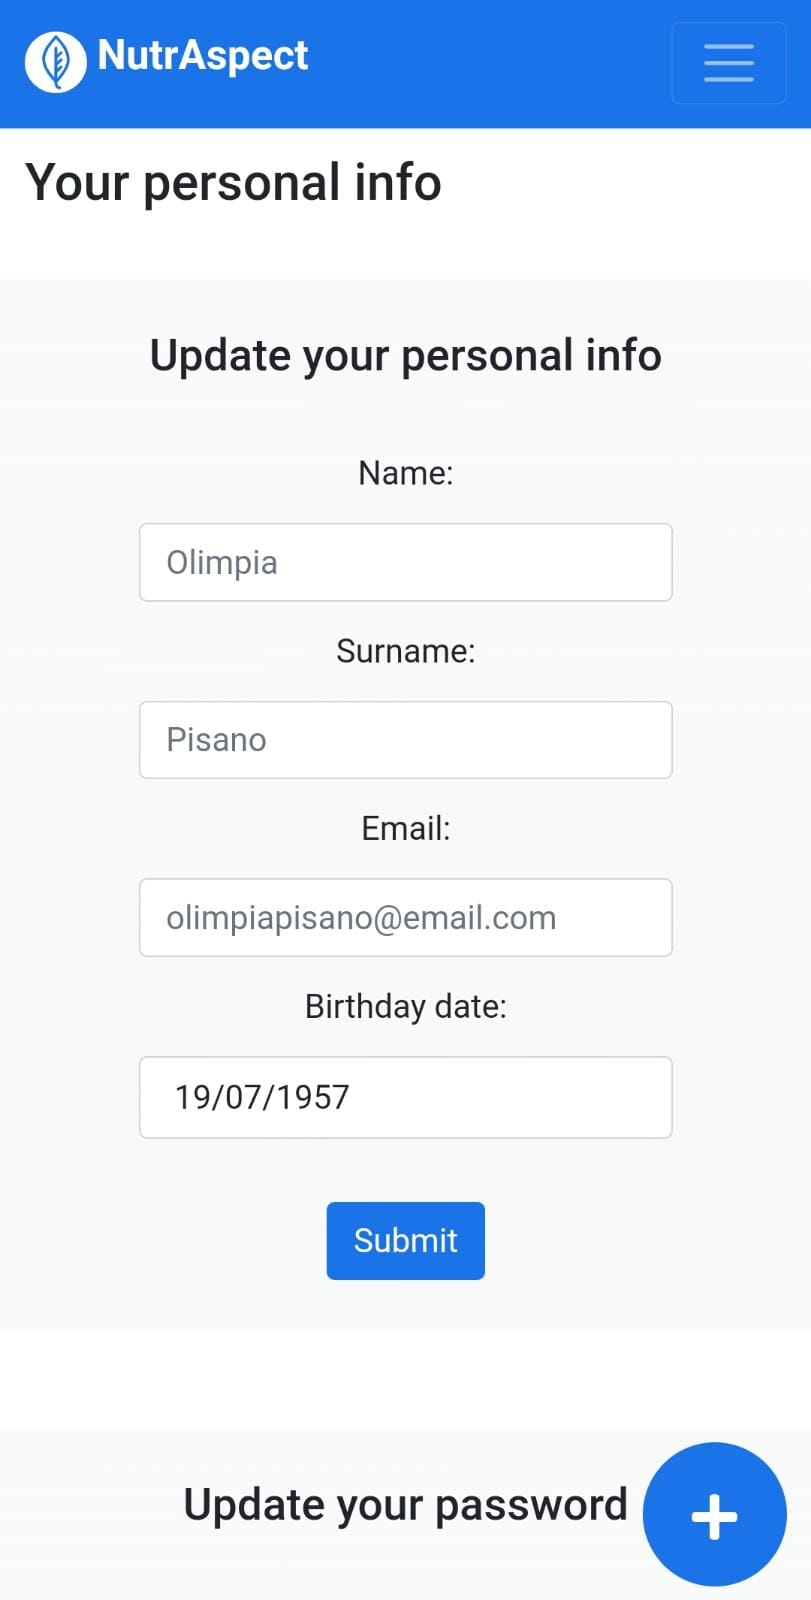 NutrAspect
Your personal info
Update your personal info
Name:
Olimpia
Surname:
Pisano
Email:
olimpiapisano@email.com
Birthday date:
19/07/1957
Submit
Update your password